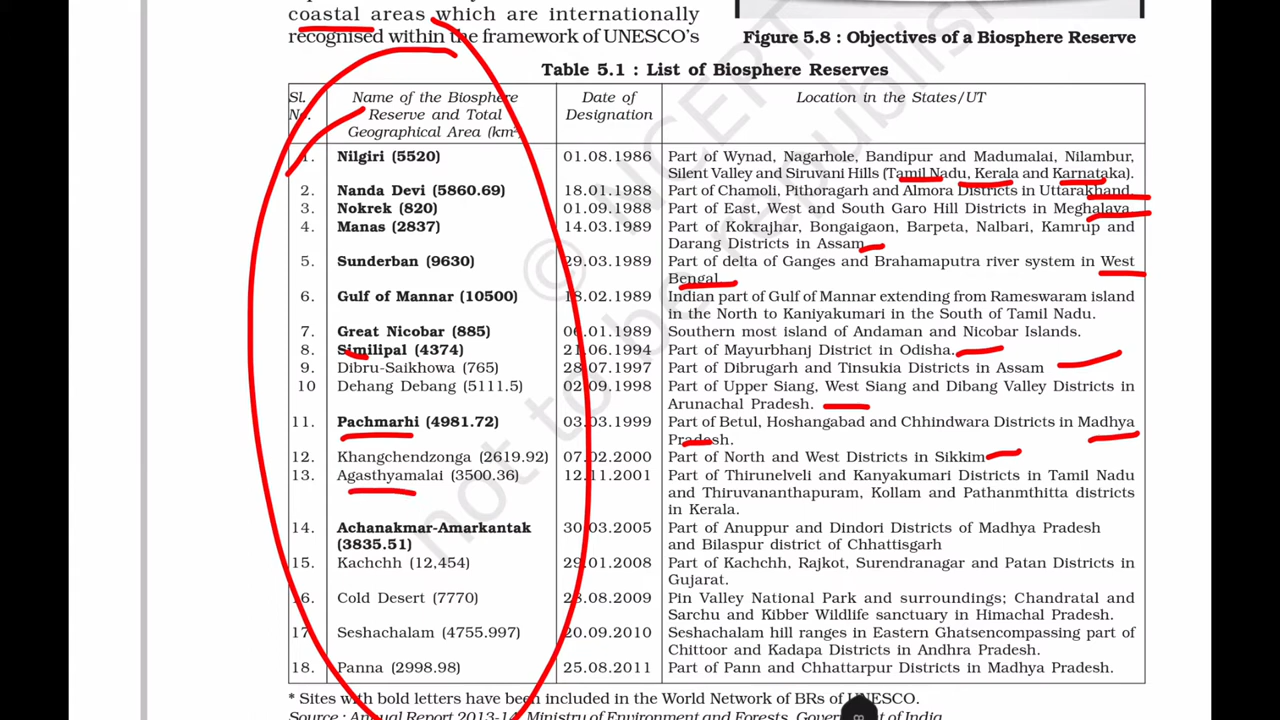 coastal areas which are internationally
recognised within the framework of UNESCO's
Figure 5.8 : Objectives of a Biosphere Reserve
Table 5.1 : List of Biosphere Reserves
Sl. No. Name of the Biosphere Reserve and Total Geographical Area (km²) Date of Designation Location in the States/UT
1. Nilgiri (5520) 01.08.1986 Part of Wynad, Nagarhole, Bandipur and Madumalai, Nilambur,
Silent Valley and Siruvani Hills (Tamil Nadu, Kerala and Karnataka).
2. Nanda Devi (5860.69) 18.01.1988 Part of Chamoli, Pithoragarh and Almora Districts in Uttarakhand.
3. Nokrek (820) 01.09.1988 Part of East, West and South Garo Hill Districts in Meghalaya.
4. Manas (2837) 14.03.1989 Part of Kokrajhar, Bongaigaon, Barpeta, Nalbari, Kamrup and
Darang Districts in Assam
5. Sunderban (9630) 29.03.1989 Part of delta of Ganges and Brahamaputra river system in West
Bengal.
6. Gulf of Mannar (10500) 18.02.1989 Indian part of Gulf of Mannar extending from Rameswaram island
in the North to Kaniyakumari in the South of Tamil Nadu.
7. Great Nicobar (885) 06.01.1989 Southern most island of Andaman and Nicobar Islands.
8. Similipal (4374) 21.06.1994 Part of Mayurbhanj District in Odisha.
9. Dibru-Saikhowa (765) 28.07.1997 Part of Dibrugarh and Tinsukia Districts in Assam
10 Dehang Debang (5111.5) 02.09.1998 Part of Upper Siang, West Siang and Dibang Valley Districts in
Arunachal Pradesh.
11. Pachmarhi (4981.72) 03.03.1999 Part of Betul, Hoshangabad and Chhindwara Districts in Madhya
Pradesh.
12. Khangchendzonga (2619.92) 07.02.2000 Part of North and West Districts in Sikkim
13. Agasthyamalai (3500.36) 12.11.2001 Part of Thirunelveli and Kanyakumari Districts in Tamil Nadu
and Thiruvananthapuram, Kollam and Pathanmthitta districts
in Kerala.
14. Achanakmar-Amarkantak 30.03.2005 Part of Anuppur and Dindori Districts of Madhya Pradesh
(3835.51) and Bilaspur district of Chhattisgarh
15. Kachchh (12,454) 29.01.2008 Part of Kachchh, Rajkot, Surendranagar and Patan Districts in
Gujarat.
16. Cold Desert (7770) 28.08.2009 Pin Valley National Park and surroundings; Chandratal and
Sarchu and Kibber Wildlife sanctuary in Himachal Pradesh.
17. Seshachalam (4755.997) 20.09.2010 Seshachalam hill ranges in Eastern Ghatsencompassing part of
Chittoor and Kadapa Districts in Andhra Pradesh.
18. Panna (2998.98) 25.08.2011 Part of Pann and Chhattarpur Districts in Madhya Pradesh.
* Sites with bold letters have been included in the World Network of BRs of UNESCO.
Source : Annual Report 2013-14, Ministry of Environment and Forests, Government of India
© NCERT
not to be republish